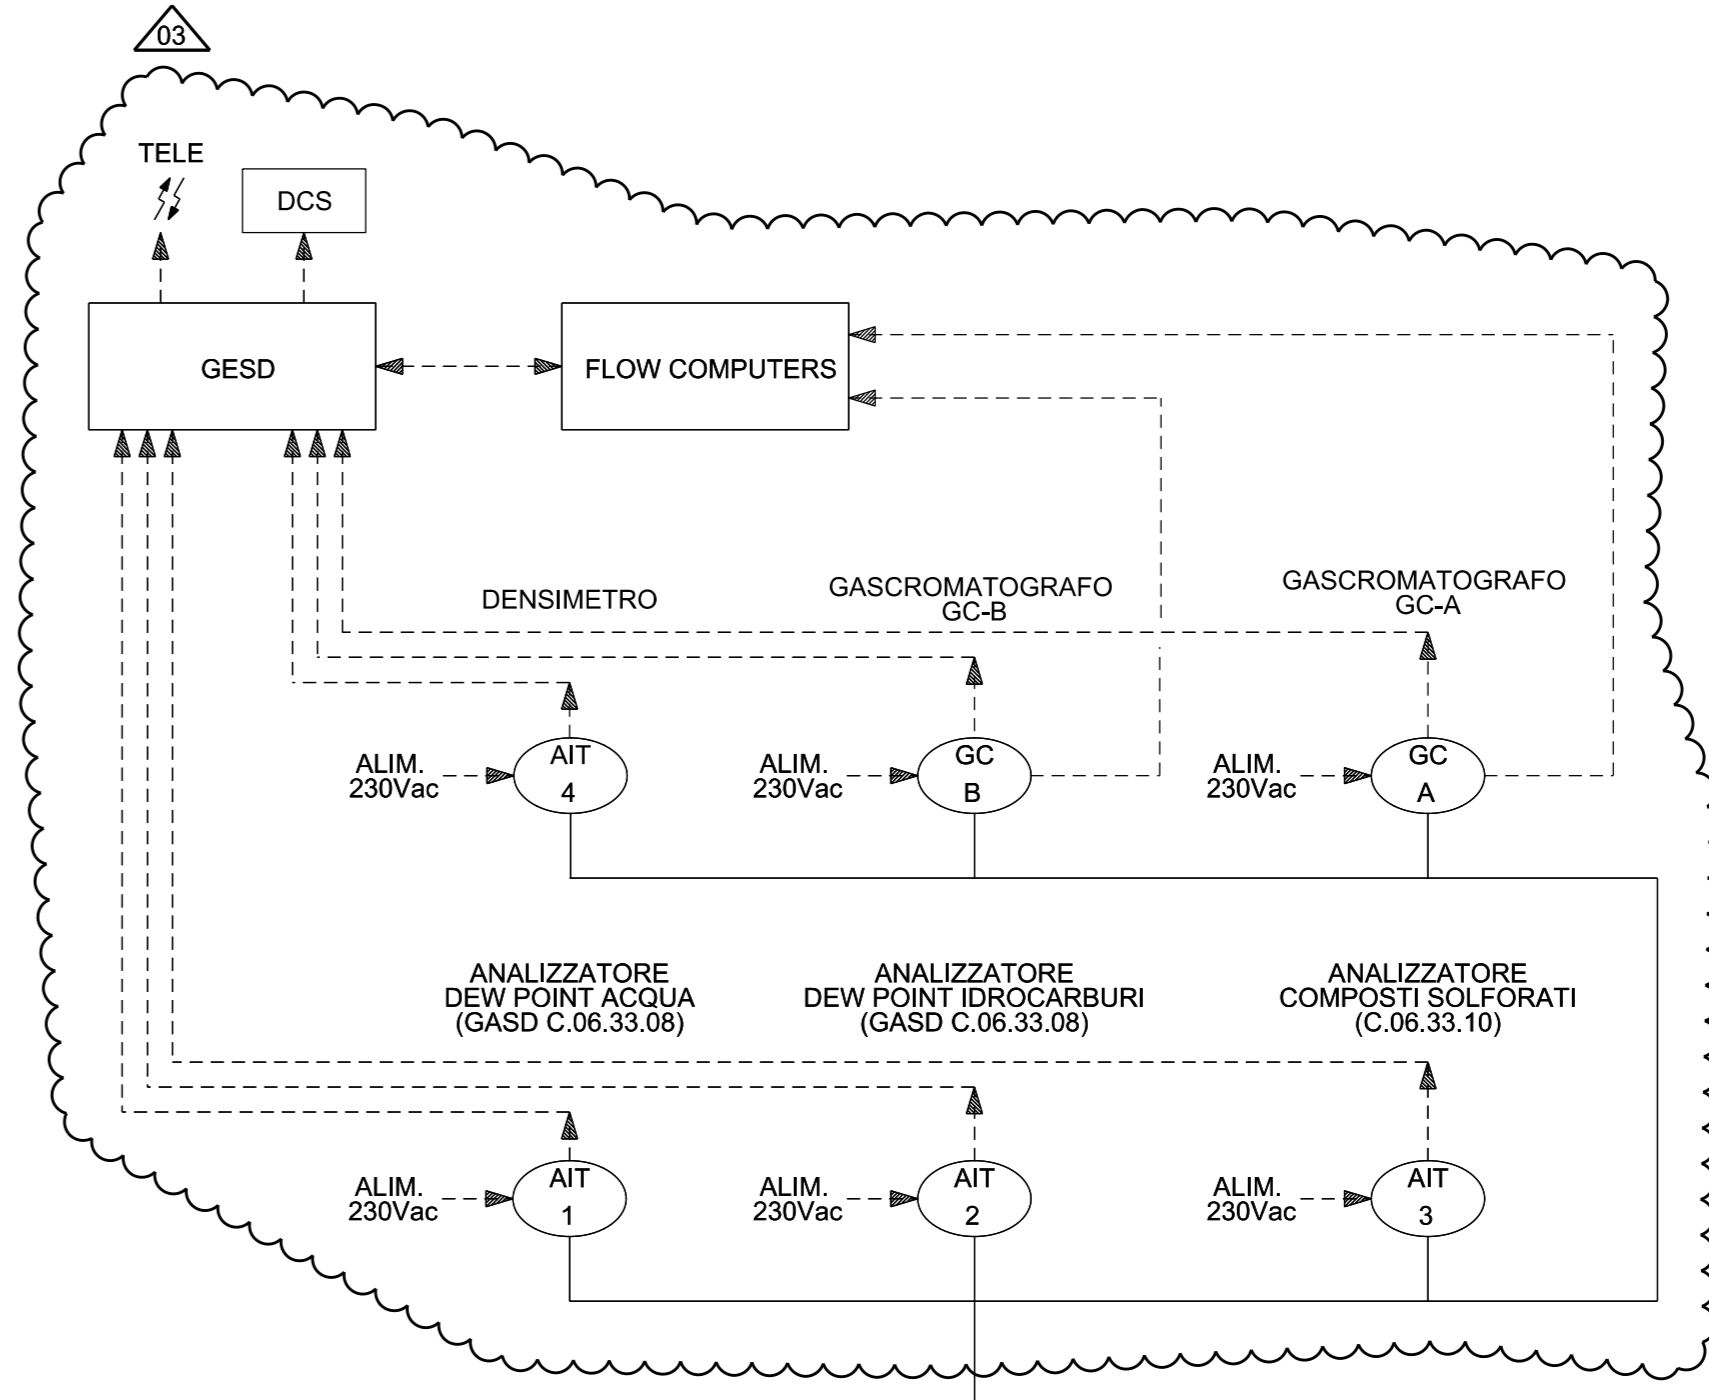 03
TELE
DCS
GESD
FLOW COMPUTERS
DENSIMETRO
GASCROMATOGRAFO
GC-B
GASCROMATOGRAFO
GC-A
ALIM.
230Vac
AIT
4
ALIM.
230Vac
GC
B
ALIM.
230Vac
GC
A
ANALIZZATORE
DEW POINT ACQUA
(GASD C.06.33.08)
ANALIZZATORE
DEW POINT IDROCARBURI
(GASD C.06.33.08)
ANALIZZATORE
COMPOSTI SOLFORATI
(C.06.33.10)
ALIM.
230Vac
AIT
1
ALIM.
230Vac
AIT
2
ALIM.
230Vac
AIT
3